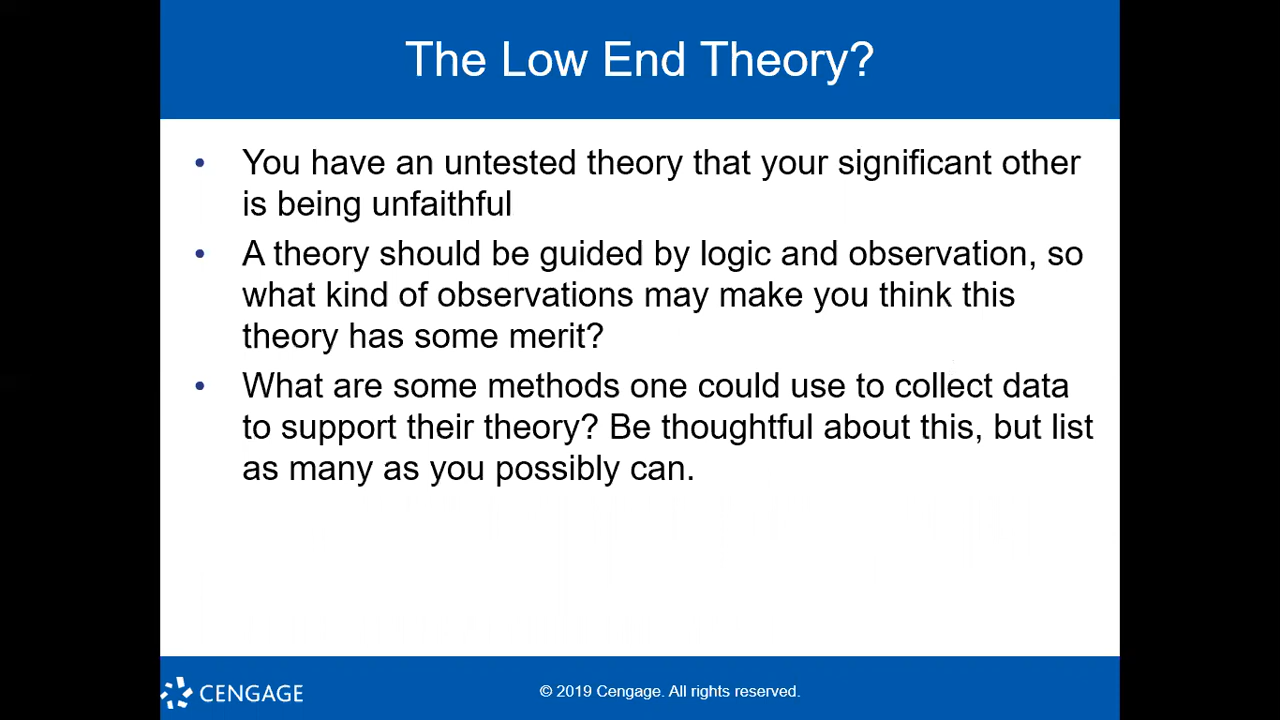 The Low End Theory?
• You have an untested theory that your significant other
is being unfaithful
• A theory should be guided by logic and observation, so
what kind of observations may make you think this
theory has some merit?
• What are some methods one could use to collect data
to support their theory? Be thoughtful about this, but list
as many as you possibly can.
CENGAGE
© 2019 Cengage. All rights reserved.